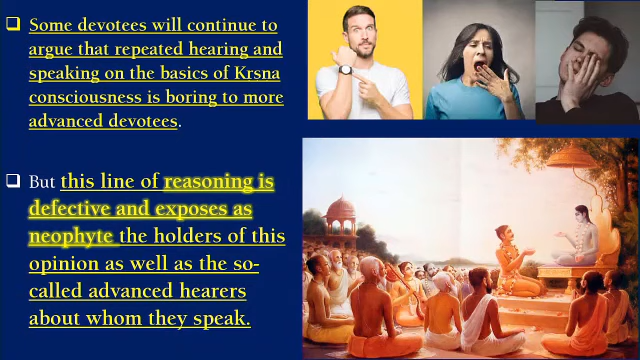 Some devotees will continue to
argue that repeated hearing and
speaking on the basics of Krsna
consciousness is boring to more
advanced devotees.
But this line of reasoning is
defective and exposes as
neophyte the holders of this
opinion as well as the so-
called advanced hearers
about whom they speak.